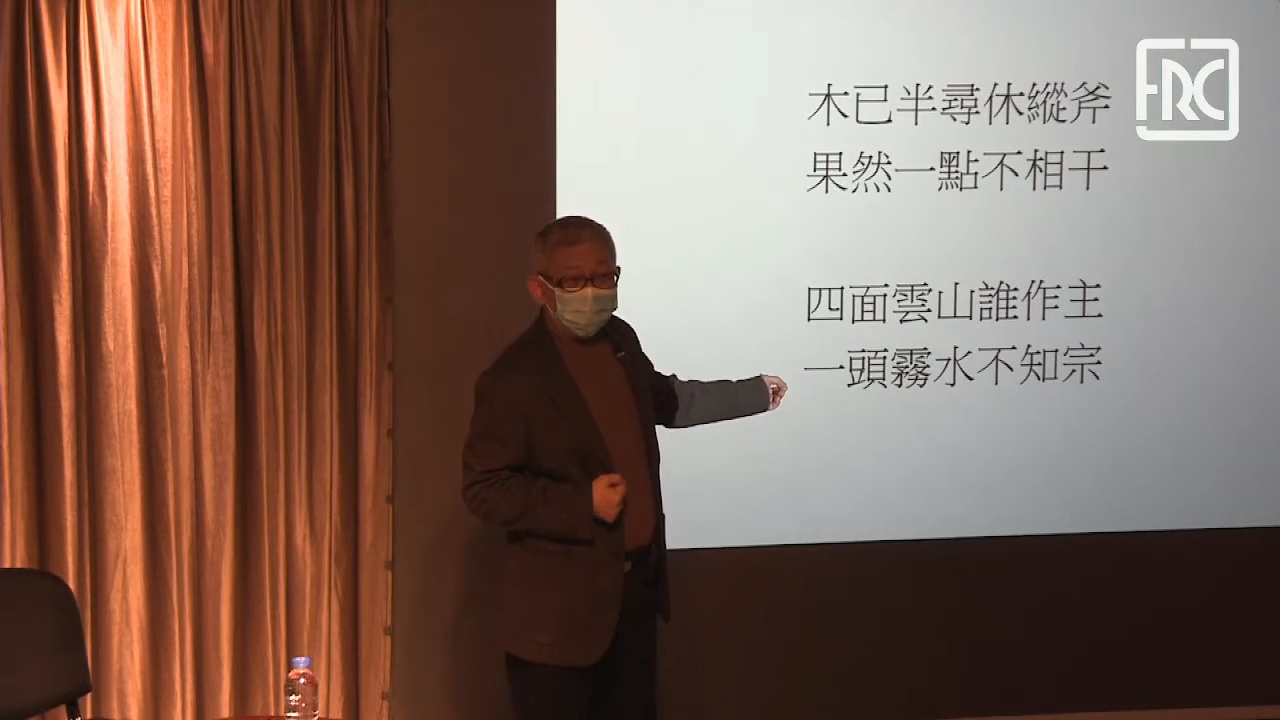 木已半尋休縱斧
果然一點不相干
四面雲山誰作主
一頭霧水不知宗
FRC